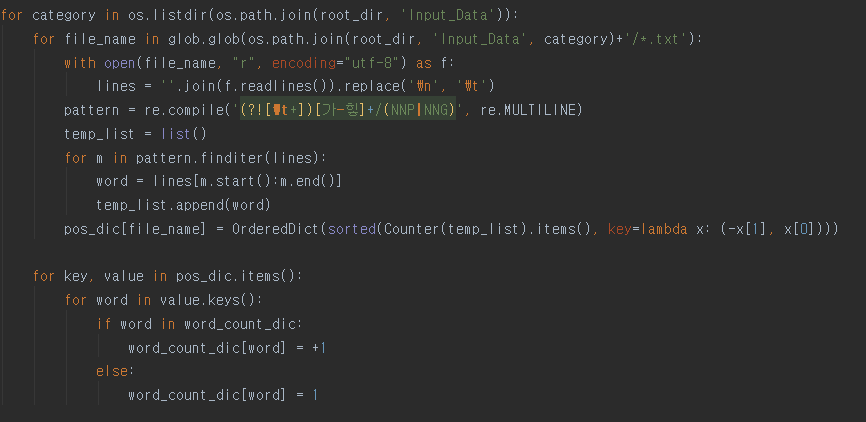 for category in os.listdir(os.path.join(root_dir, 'Input_Data')):
    for file_name in glob.glob(os.path.join(root_dir, 'Input_Data', category)+'/*.txt'):
        with open(file_name, "r", encoding="utf-8") as f:
            lines = ''.join(f.readlines()).replace('₩n', '₩t')
        pattern = re.compile('(?![₩t+])[가-힣]+/(NNP|NNG)', re.MULTILINE)
        temp_list = list()
        for m in pattern.finditer(lines):
            word = lines[m.start():m.end()]
            temp_list.append(word)
        pos_dic[file_name] = OrderedDict(sorted(Counter(temp_list).items(), key=lambda x: (-x[1], x[0])))

    for key, value in pos_dic.items():
        for word in value.keys():
            if word in word_count_dic:
                word_count_dic[word] = +1
            else:
                word_count_dic[word] = 1